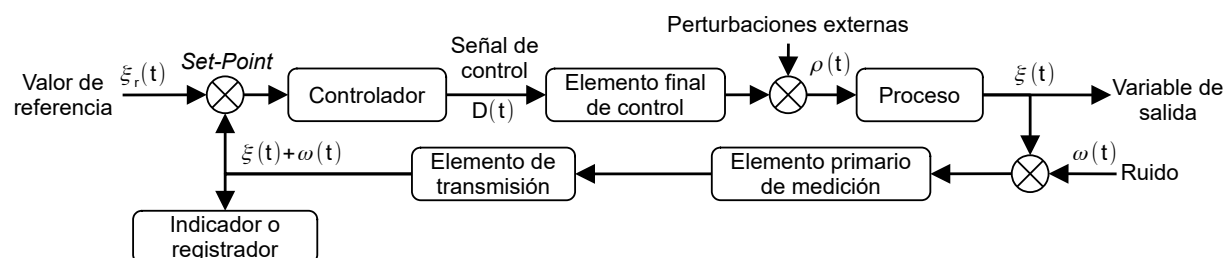 Perturbaciones externas
Valor de
referencia
ξr(t)
Set-Point
Controlador
Señal de
control
D(t)
Elemento final
de control
ρ(t)
Proceso
ξ(t)
Variable de
salida
ξ(t)+ω(t)
Elemento de
transmisión
Elemento primario
de medición
ω(t)
Ruido
Indicador o
registrador